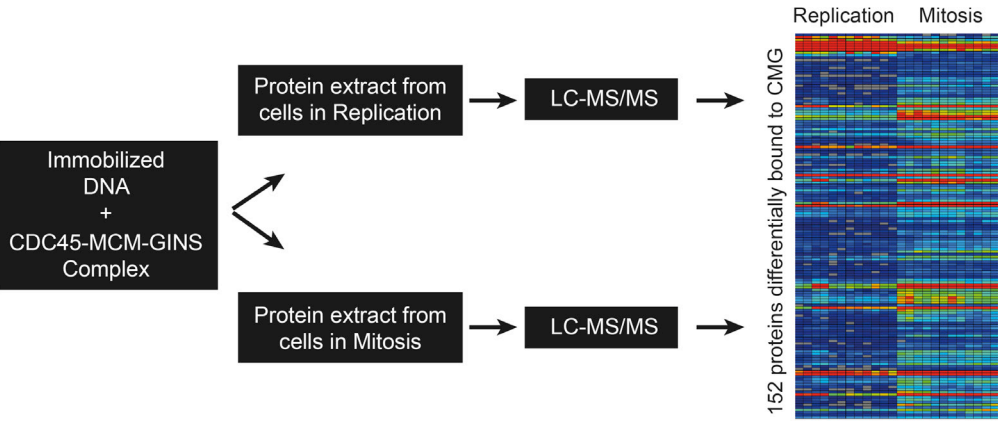 Immobilized
DNA
+
CDC45-MCM-GINS
Complex
Protein extract from
cells in Replication
LC-MS/MS
Protein extract from
cells in Mitosis
LC-MS/MS
152 proteins differentially bound to CMG
Replication
Mitosis